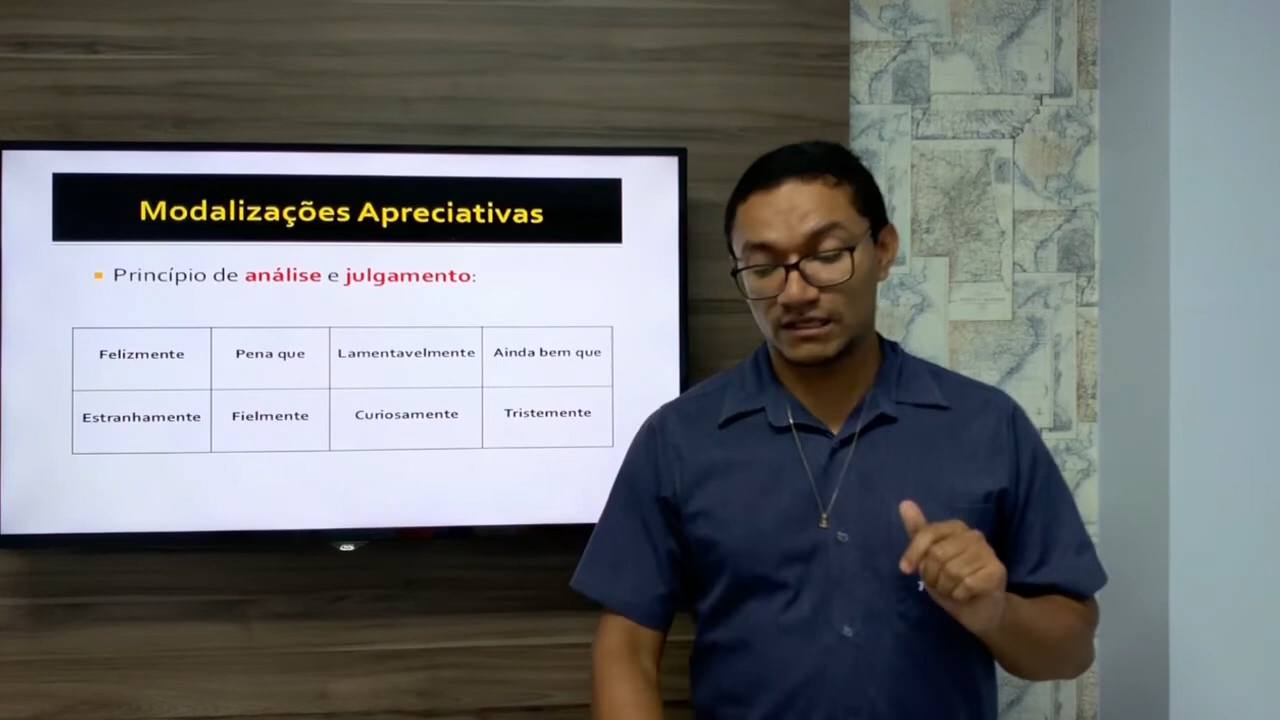 Modalizações Apreciativas
Princípio de análise e julgamento:
Felizmente Pena que Lamentavelmente Ainda bem que
Estranhamente Fielmente Curiosamente Tristemente